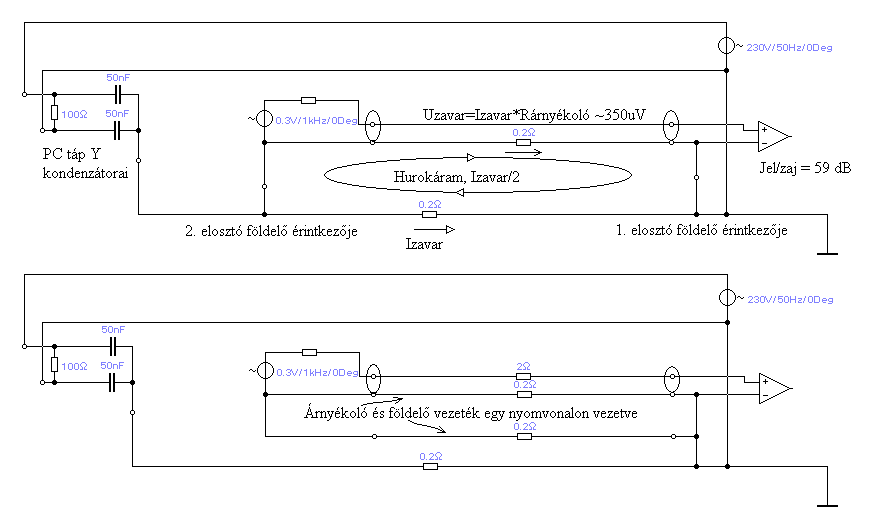 ~ 230V/50Hz/0Deg
50nF
100Ω
50nF
~ 0.3V/1kHz/0Deg
Uzavar=Izavar*Rárnyékoló ~350uV
0.2Ω
+
−
PC táp Y
kondenzátorai
Hurokáram, Izavar/2
Jel/zaj = 59 dB
0.2Ω
2. elosztó földelő érintkezője
1. elosztó földelő érintkezője
Izavar
~ 230V/50Hz/0Deg
50nF
100Ω
50nF
~ 0.3V/1kHz/0Deg
2Ω
0.2Ω
+
−
Árnyékoló és földelő vezeték egy nyomvonalon vezetve
0.2Ω
0.2Ω